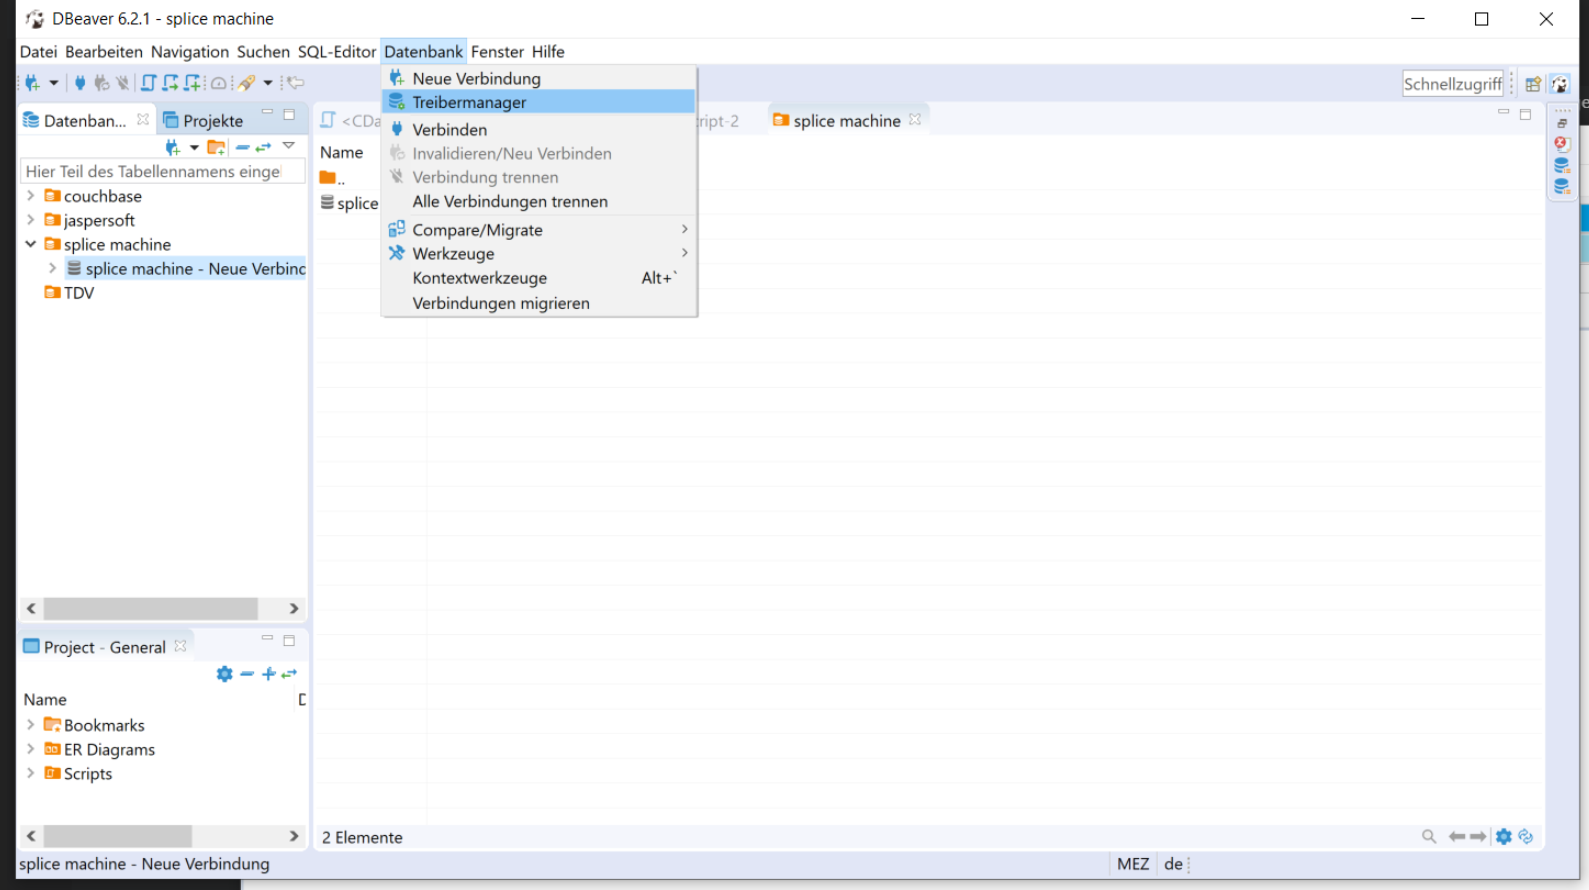 DBeaver 6.2.1 - splice machine
Datei Bearbeiten Navigation Suchen SQL-Editor Datenbank Fenster Hilfe
Schnellzugriff
Datenban...
Projekte
Hier Teil des Tabellennamens einge
couchbase
jaspersoft
splice machine
splice machine - Neue Verbind
TDV
Neue Verbindung
Treibermanager
Verbinden
Invalidieren/Neu Verbinden
Verbindung trennen
Alle Verbindungen trennen
Compare/Migrate
Werkzeuge
Kontextwerkzeuge Alt+`
Verbindungen migrieren
<CDa
ript-2
splice machine
Name
..
splice
2 Elemente
Project - General
Name
Bookmarks
ER Diagrams
Scripts
splice machine - Neue Verbindung
MEZ de